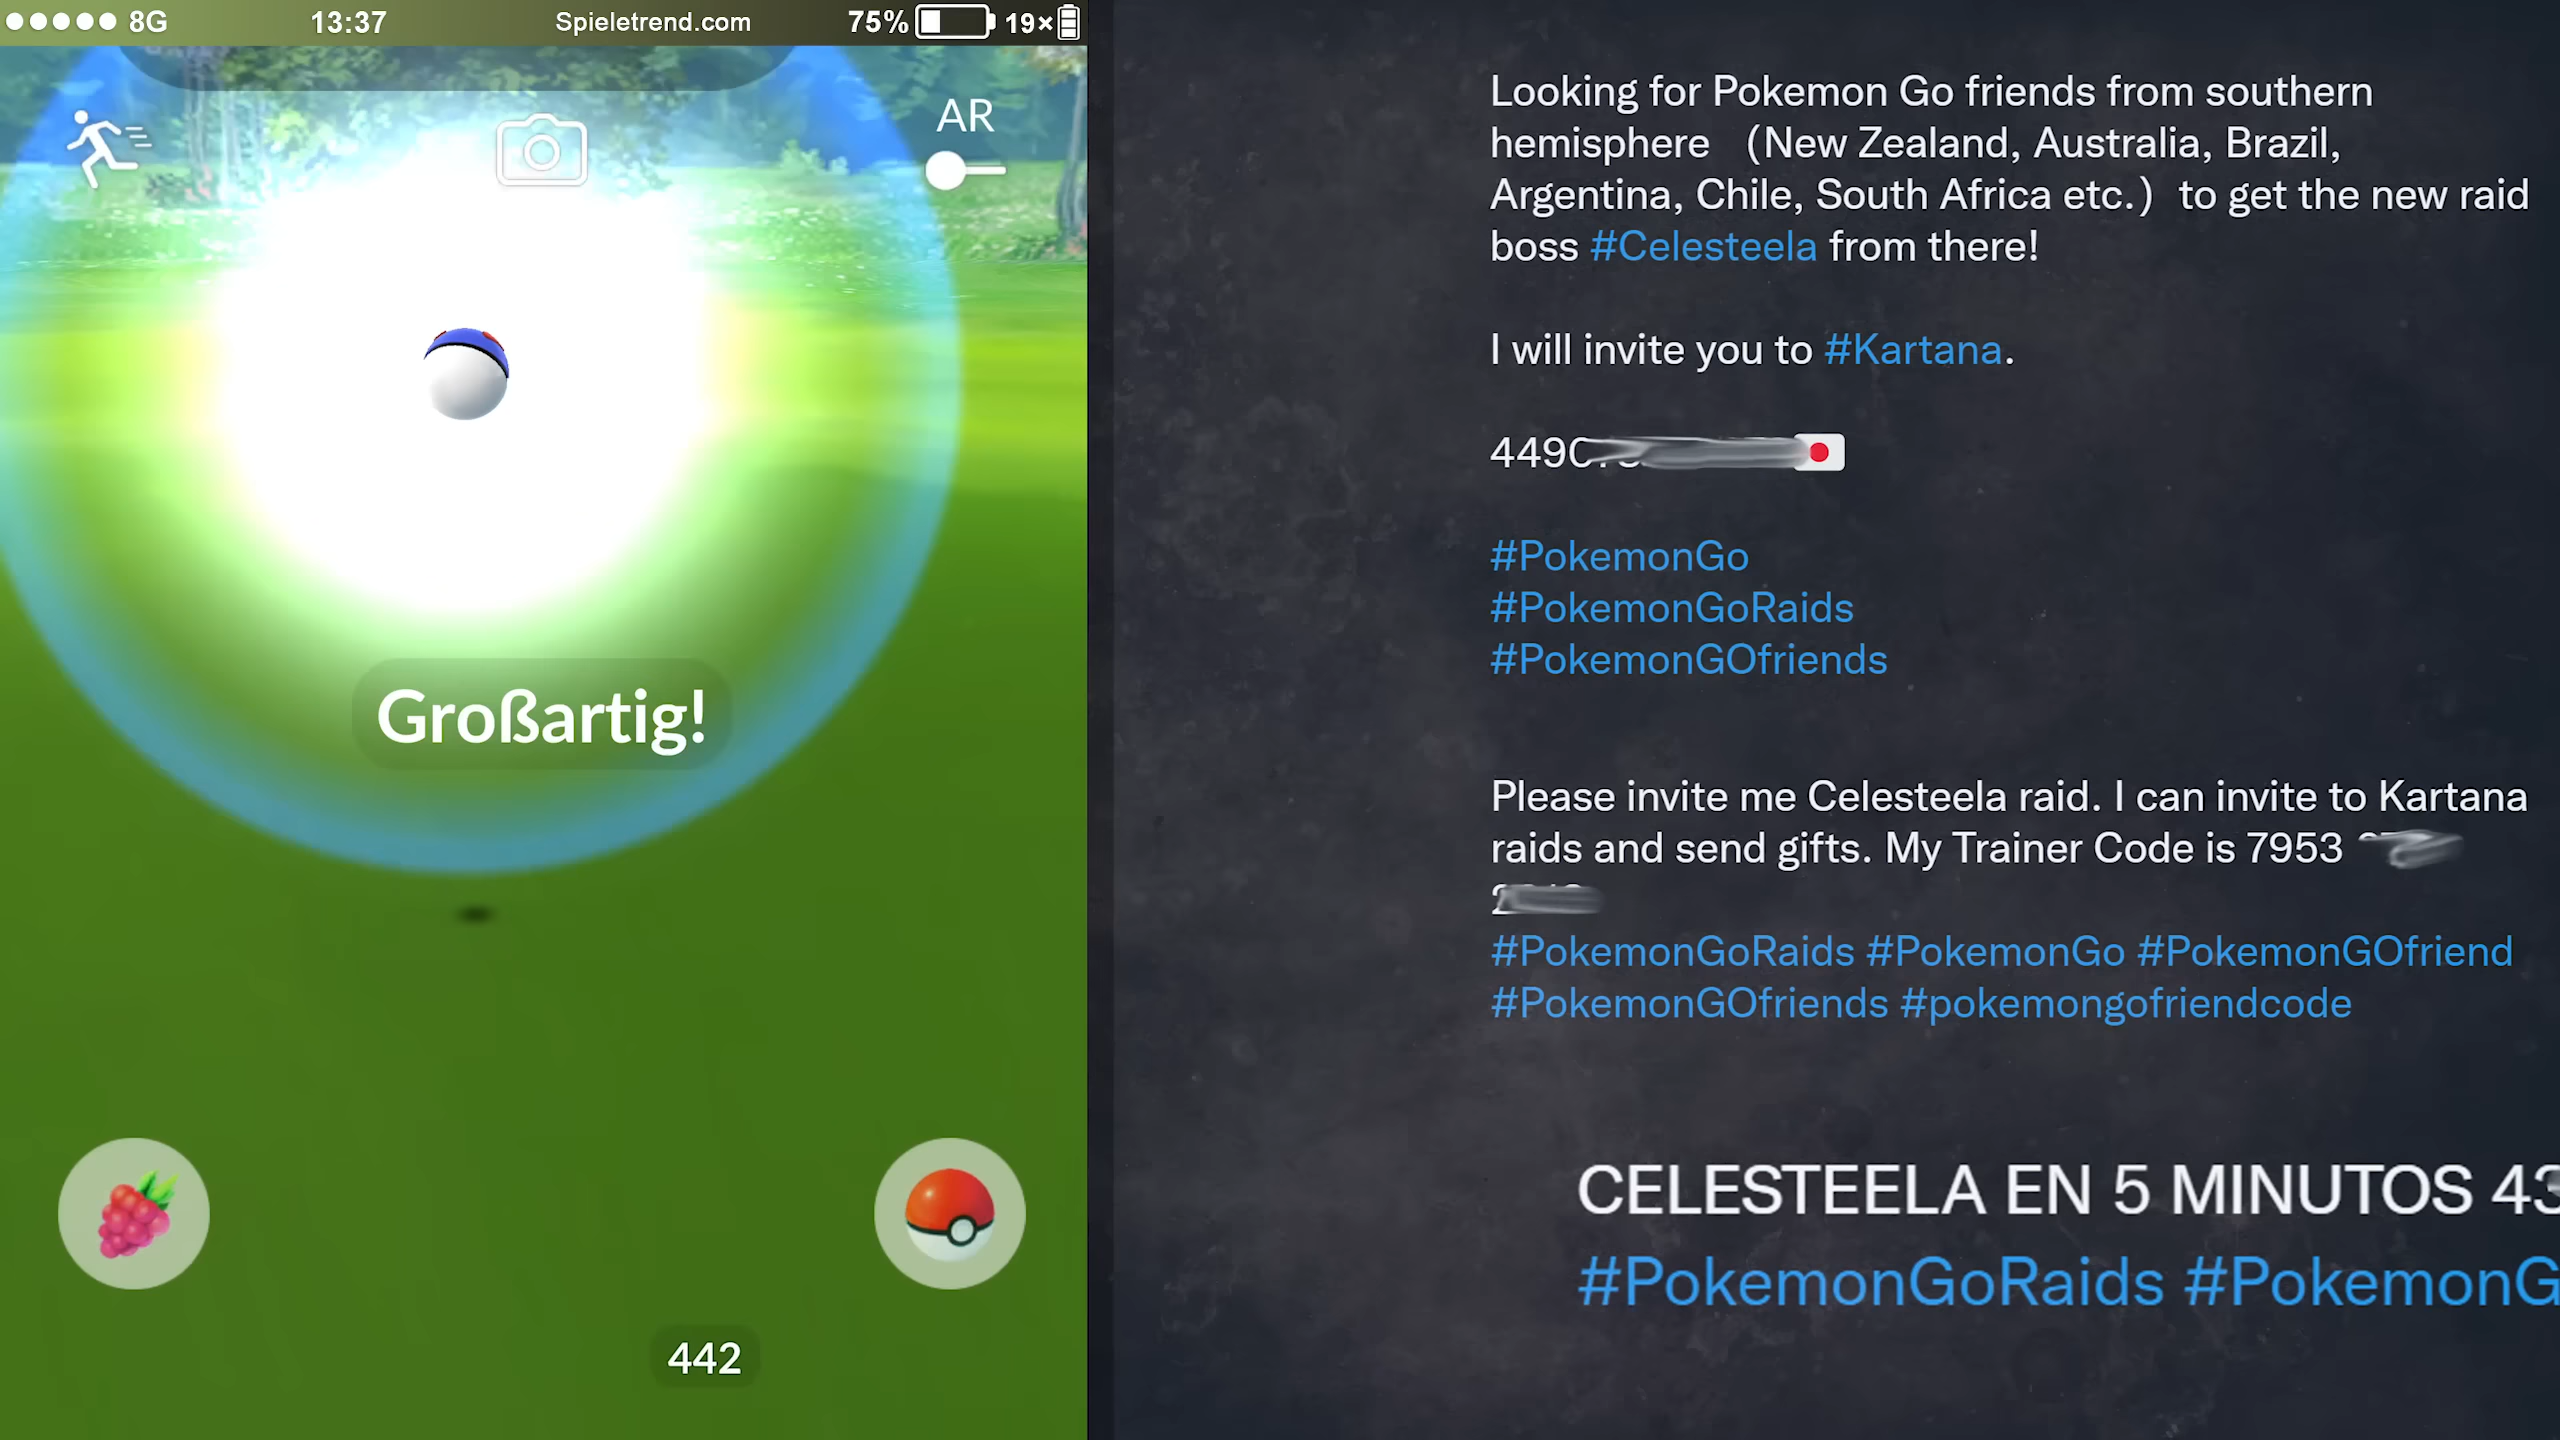 8G 13:37 Spieletrend.com 75% 19×
AR
Großartig!
442
Looking for Pokemon Go friends from southern
hemisphere （New Zealand, Australia, Brazil,
Argentina, Chile, South Africa etc.） to get the new raid
boss #Celesteela from there!
I will invite you to #Kartana.
449
#PokemonGo
#PokemonGoRaids
#PokemonGOfriends
Please invite me Celesteela raid. I can invite to Kartana
raids and send gifts. My Trainer Code is 7953
#PokemonGoRaids #PokemonGo #PokemonGOfriend
#PokemonGOfriends #pokemongofriendcode
CELESTEELA EN 5 MINUTOS 43
#PokemonGoRaids #PokemonG